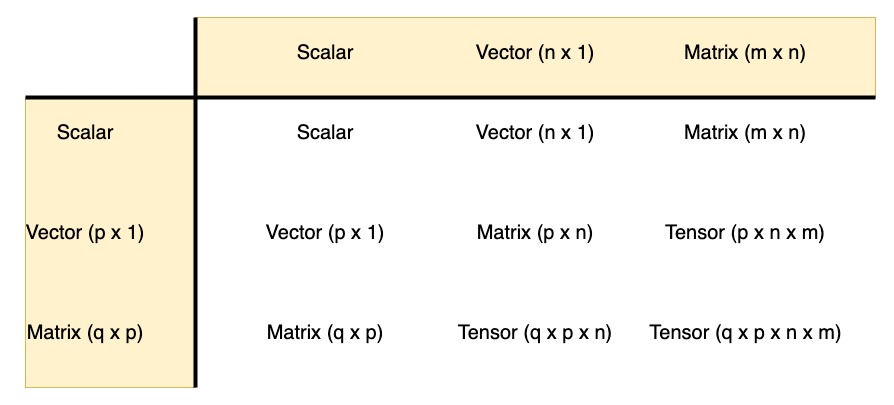 Scalar Vector (n x 1) Matrix (m x n)
Scalar Scalar Vector (n x 1) Matrix (m x n)
Vector (p x 1) Vector (p x 1) Matrix (p x n) Tensor (p x n x m)
Matrix (q x p) Matrix (q x p) Tensor (q x p x n) Tensor (q x p x n x m)